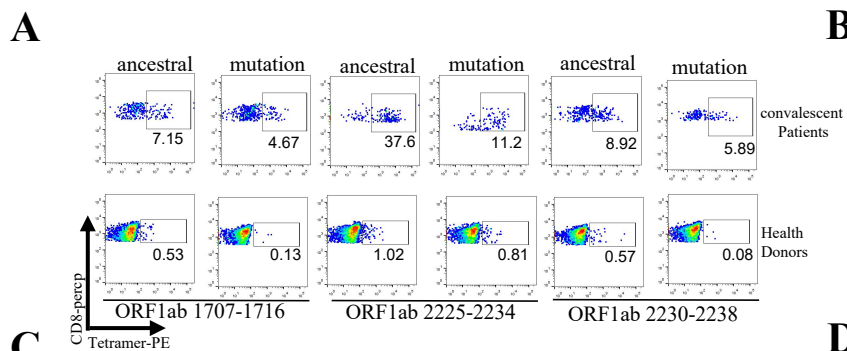 A
B
ancestral mutation ancestral mutation ancestral mutation
convalescent
Patients
7.15 4.67 37.6 11.2 8.92 5.89
Health
Donors
0.53 0.13 1.02 0.81 0.57 0.08
CD8-percp
ORF1ab 1707-1716 ORF1ab 2225-2234 ORF1ab 2230-2238
Tetramer-PE
C
D